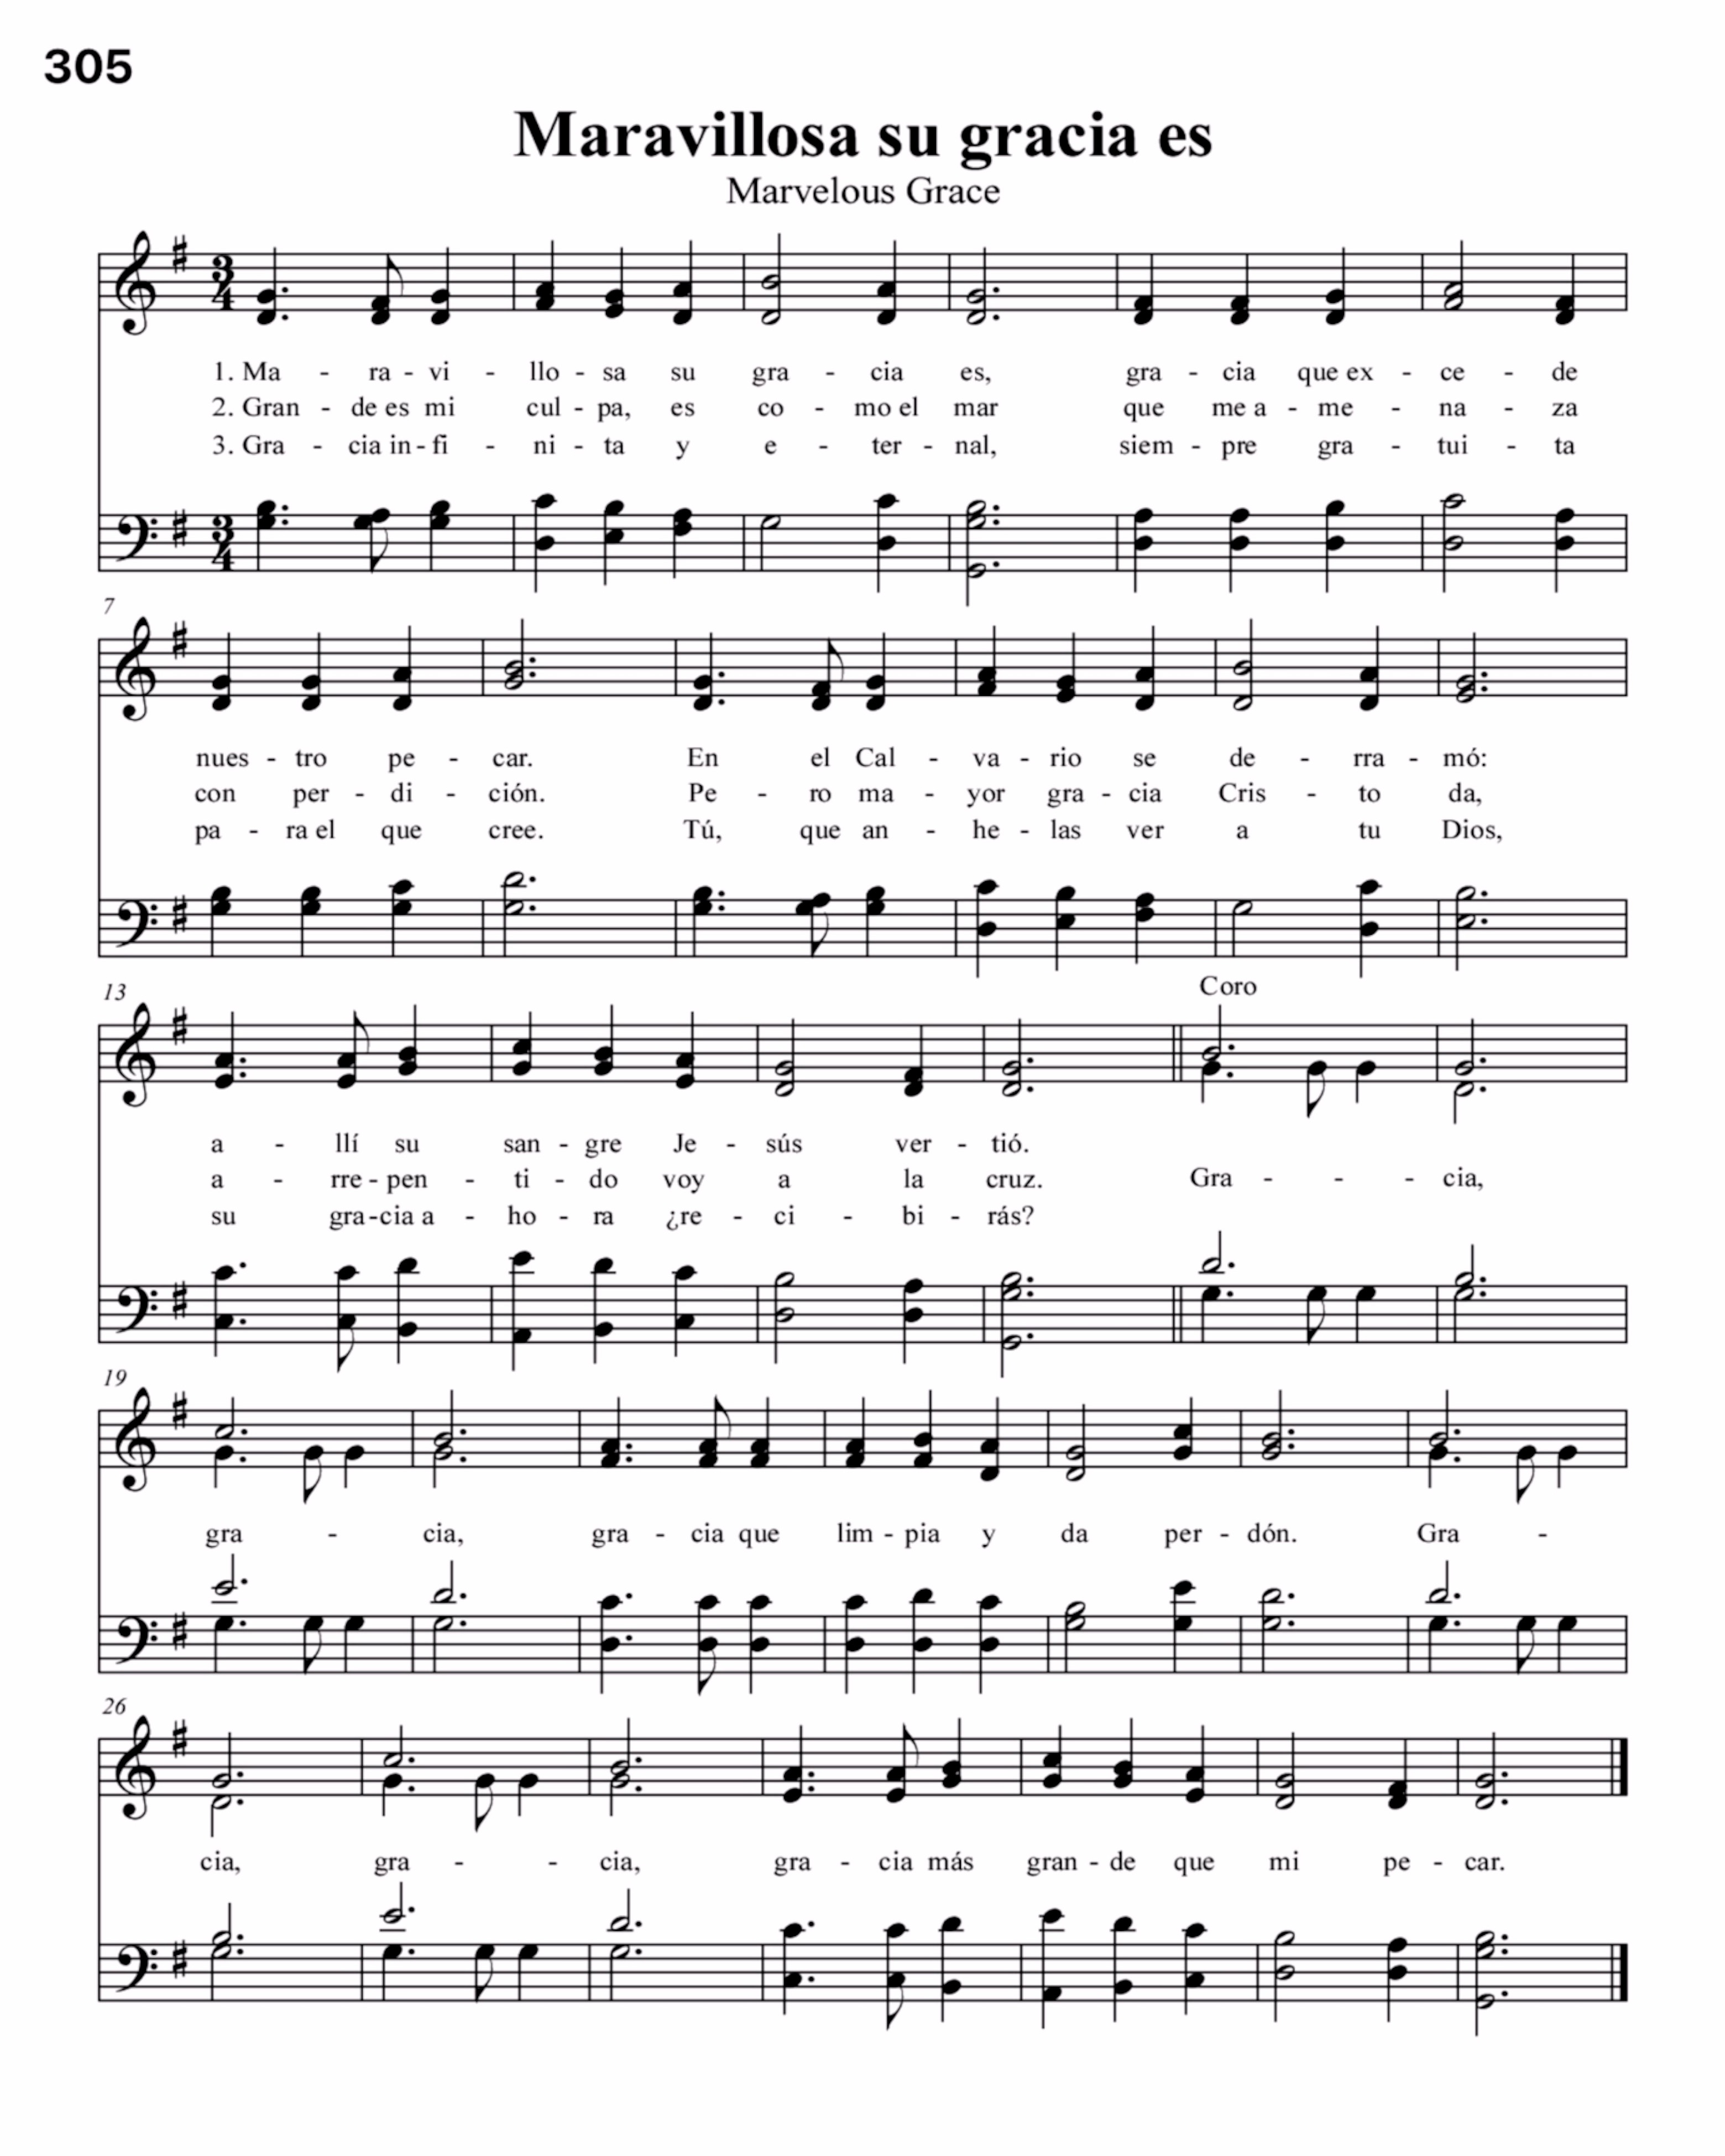 305
Maravillosa su gracia es
Marvelous Grace
1. Ma - ra - vi - llo - sa su gra - cia es, gra - cia que ex - ce - de
2. Gran - de es mi cul - pa, es co - mo el mar que me a - me - na - za
3. Gra - cia in - fi - ni - ta y e - ter - nal, siem - pre gra - tui - ta
7
nues - tro pe - car. En el Cal - va - rio se de - rra - mó:
con per - di - ción. Pe - ro ma - yor gra - cia Cris - to da,
pa - ra el que cree. Tú, que an - he - las ver a tu Dios,
13
Coro
a - llí su san - gre Je - sús ver - tió.
a - rre - pen - ti - do voy a la cruz. Gra - - - cia,
su gra - cia a - ho - ra ¿re - ci - bi - rás?
19
gra - cia, gra - cia que lim - pia y da per - dón. Gra -
26
cia, gra - - cia, gra - cia más gran - de que mi pe - car.